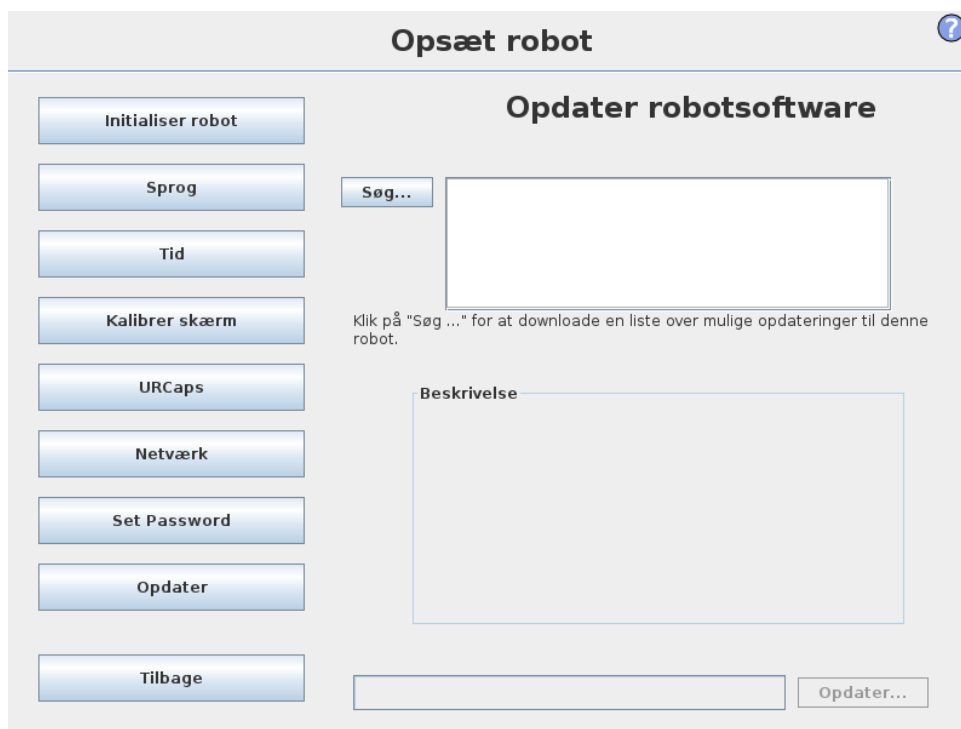 Opsæt robot
?
Initialiser robot
Sprog
Tid
Kalibrer skærm
URCaps
Netværk
Set Password
Opdater
Tilbage
Opdater robotsoftware
Søg...
Klik på "Søg ..." for at downloade en liste over mulige opdateringer til denne
robot.
Beskrivelse
Opdater...